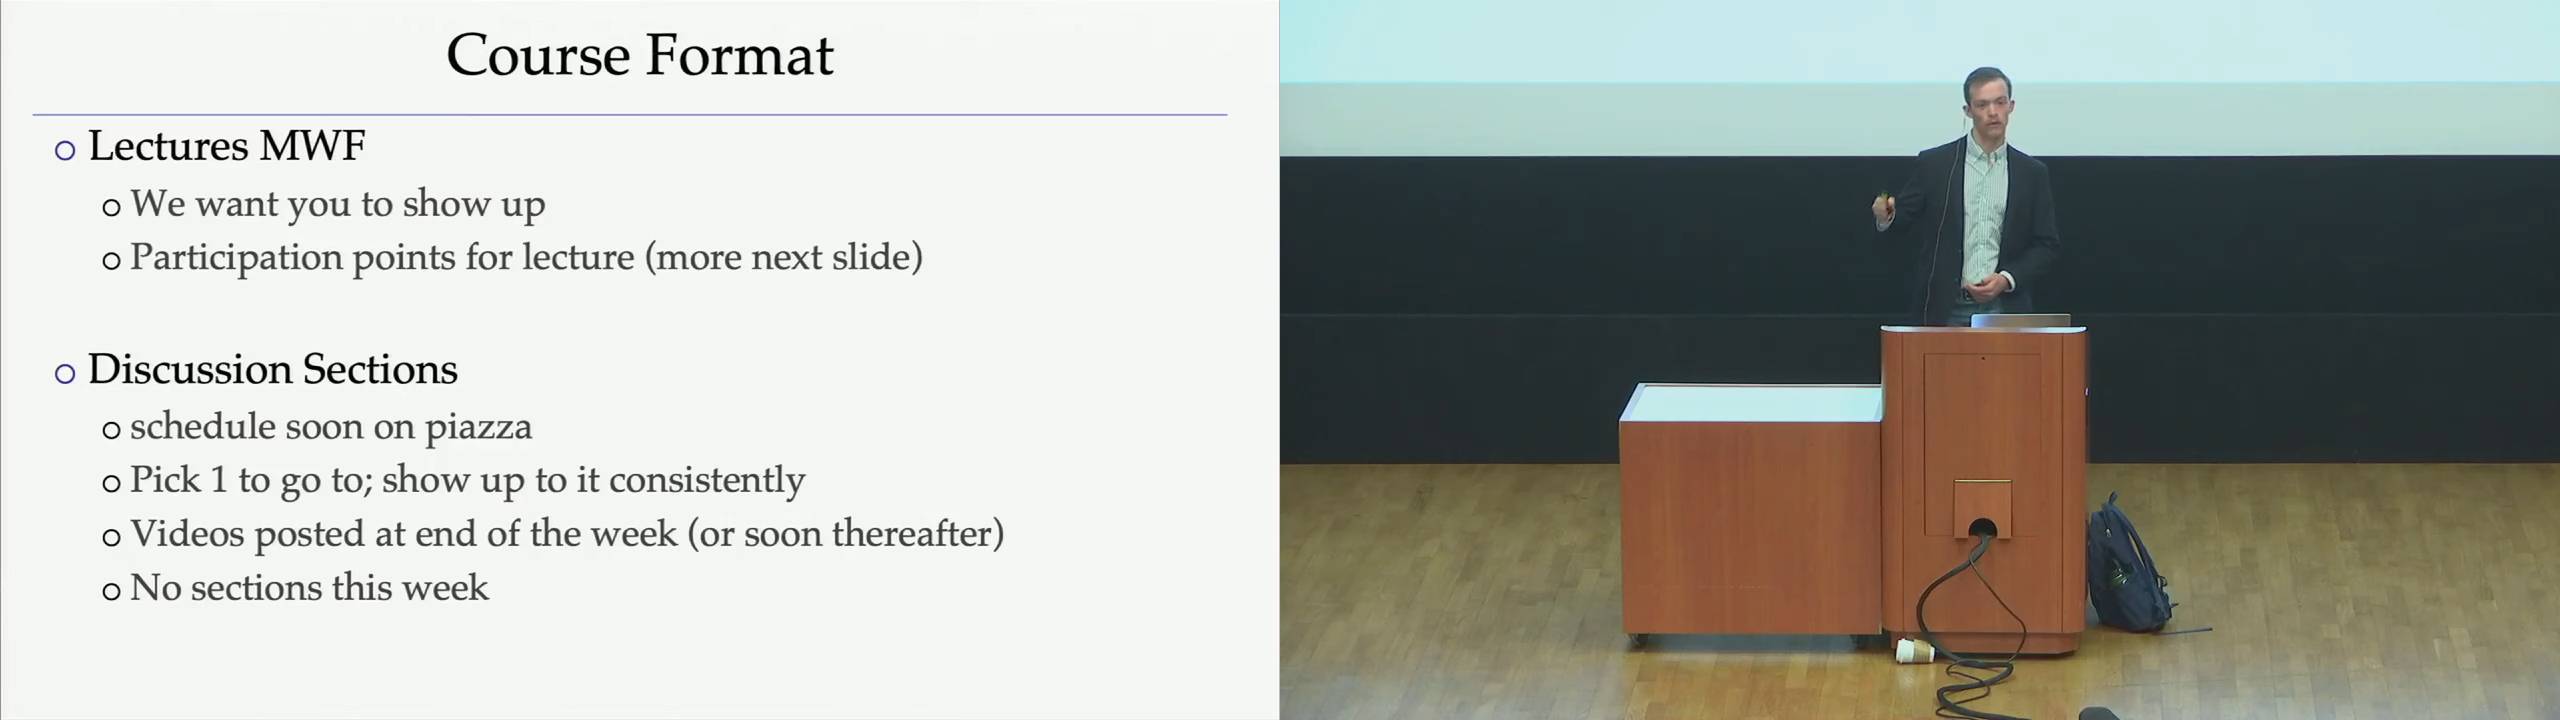 Course Format
Lectures MWF
We want you to show up
Participation points for lecture (more next slide)
Discussion Sections
schedule soon on piazza
Pick 1 to go to; show up to it consistently
Videos posted at end of the week (or soon thereafter)
No sections this week